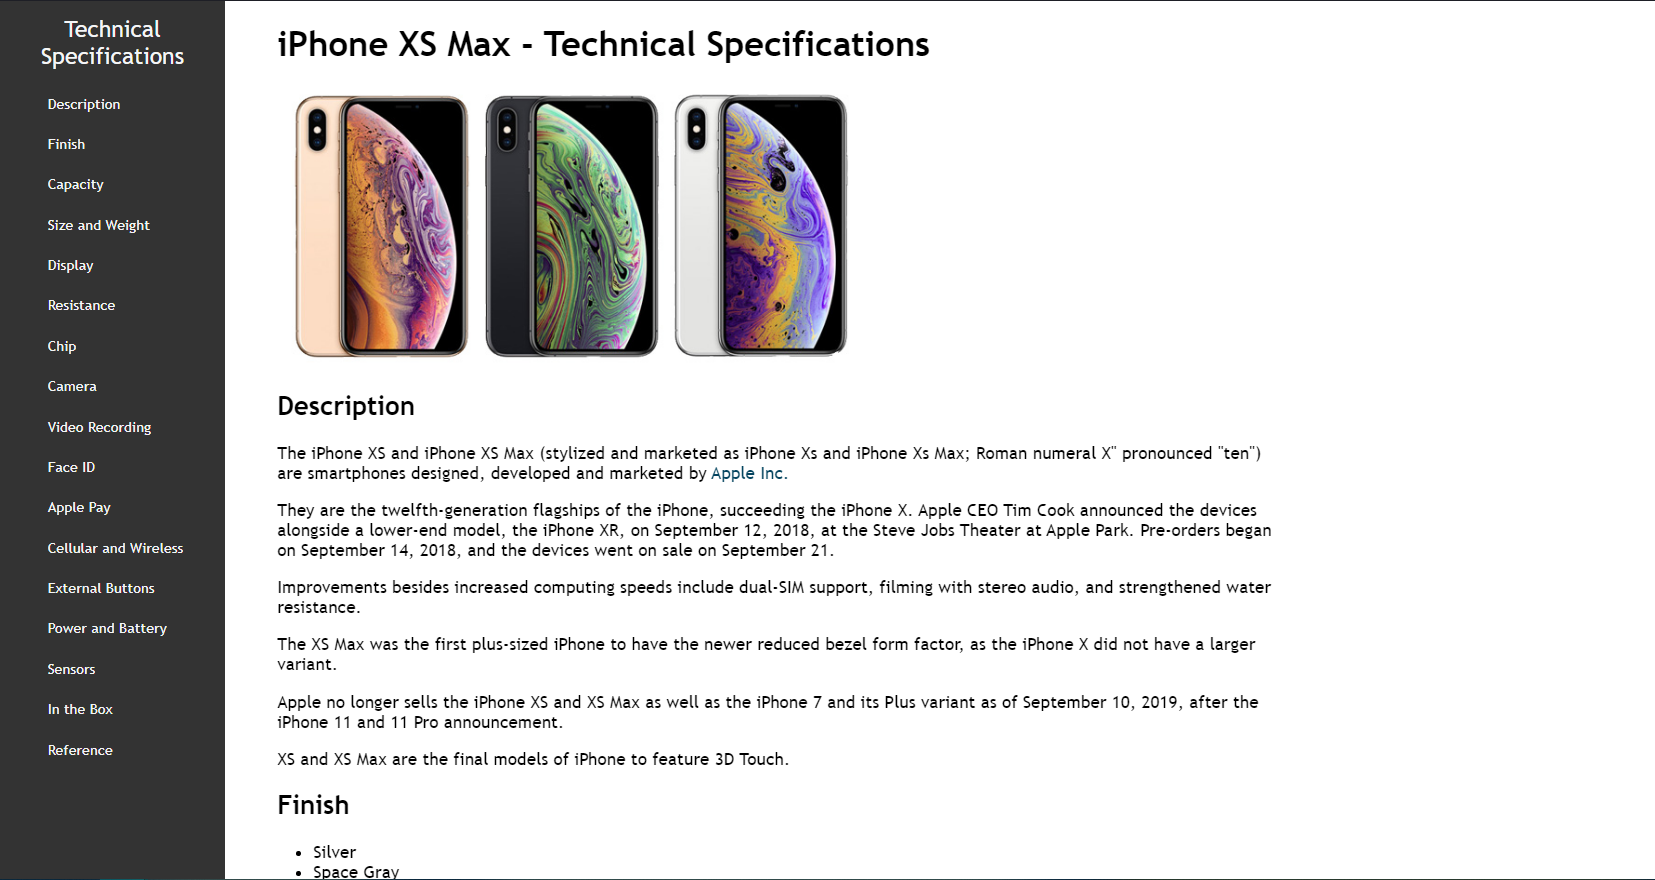 Technical
Specifications
Description
Finish
Capacity
Size and Weight
Display
Resistance
Chip
Camera
Video Recording
Face ID
Apple Pay
Cellular and Wireless
External Buttons
Power and Battery
Sensors
In the Box
Reference
iPhone XS Max - Technical Specifications
Description
The iPhone XS and iPhone XS Max (stylized and marketed as iPhone Xs and iPhone Xs Max; Roman numeral X" pronounced "ten")
are smartphones designed, developed and marketed by Apple Inc.
They are the twelfth-generation flagships of the iPhone, succeeding the iPhone X. Apple CEO Tim Cook announced the devices
alongside a lower-end model, the iPhone XR, on September 12, 2018, at the Steve Jobs Theater at Apple Park. Pre-orders began
on September 14, 2018, and the devices went on sale on September 21.
Improvements besides increased computing speeds include dual-SIM support, filming with stereo audio, and strengthened water
resistance.
The XS Max was the first plus-sized iPhone to have the newer reduced bezel form factor, as the iPhone X did not have a larger
variant.
Apple no longer sells the iPhone XS and XS Max as well as the iPhone 7 and its Plus variant as of September 10, 2019, after the
iPhone 11 and 11 Pro announcement.
XS and XS Max are the final models of iPhone to feature 3D Touch.
Finish
• Silver
• Space Gray